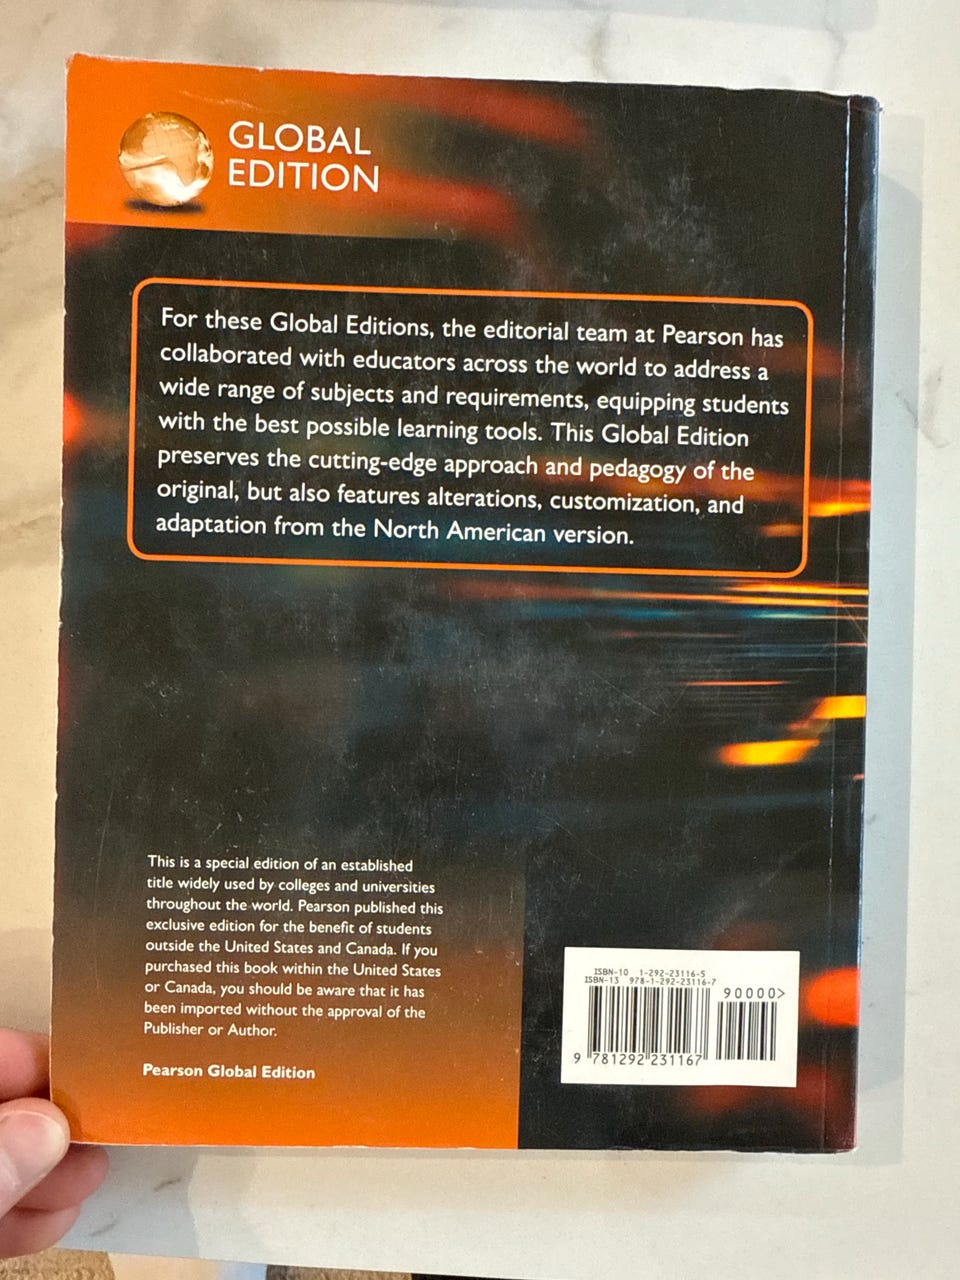 GLOBAL
EDITION
For these Global Editions, the editorial team at Pearson has
collaborated with educators across the world to address a
wide range of subjects and requirements, equipping students
with the best possible learning tools. This Global Edition
preserves the cutting-edge approach and pedagogy of the
original, but also features alterations, customization, and
adaptation from the North American version.
This is a special edition of an established
title widely used by colleges and universities
throughout the world. Pearson published this
exclusive edition for the benefit of students
outside the United States and Canada. If you
purchased this book within the United States
or Canada, you should be aware that it has
been imported without the approval of the
Publisher or Author.
Pearson Global Edition
ISBN-10 1-292-23116-5
ISBN-13 978-1-292-23116-7
90000>
9 781292 231167